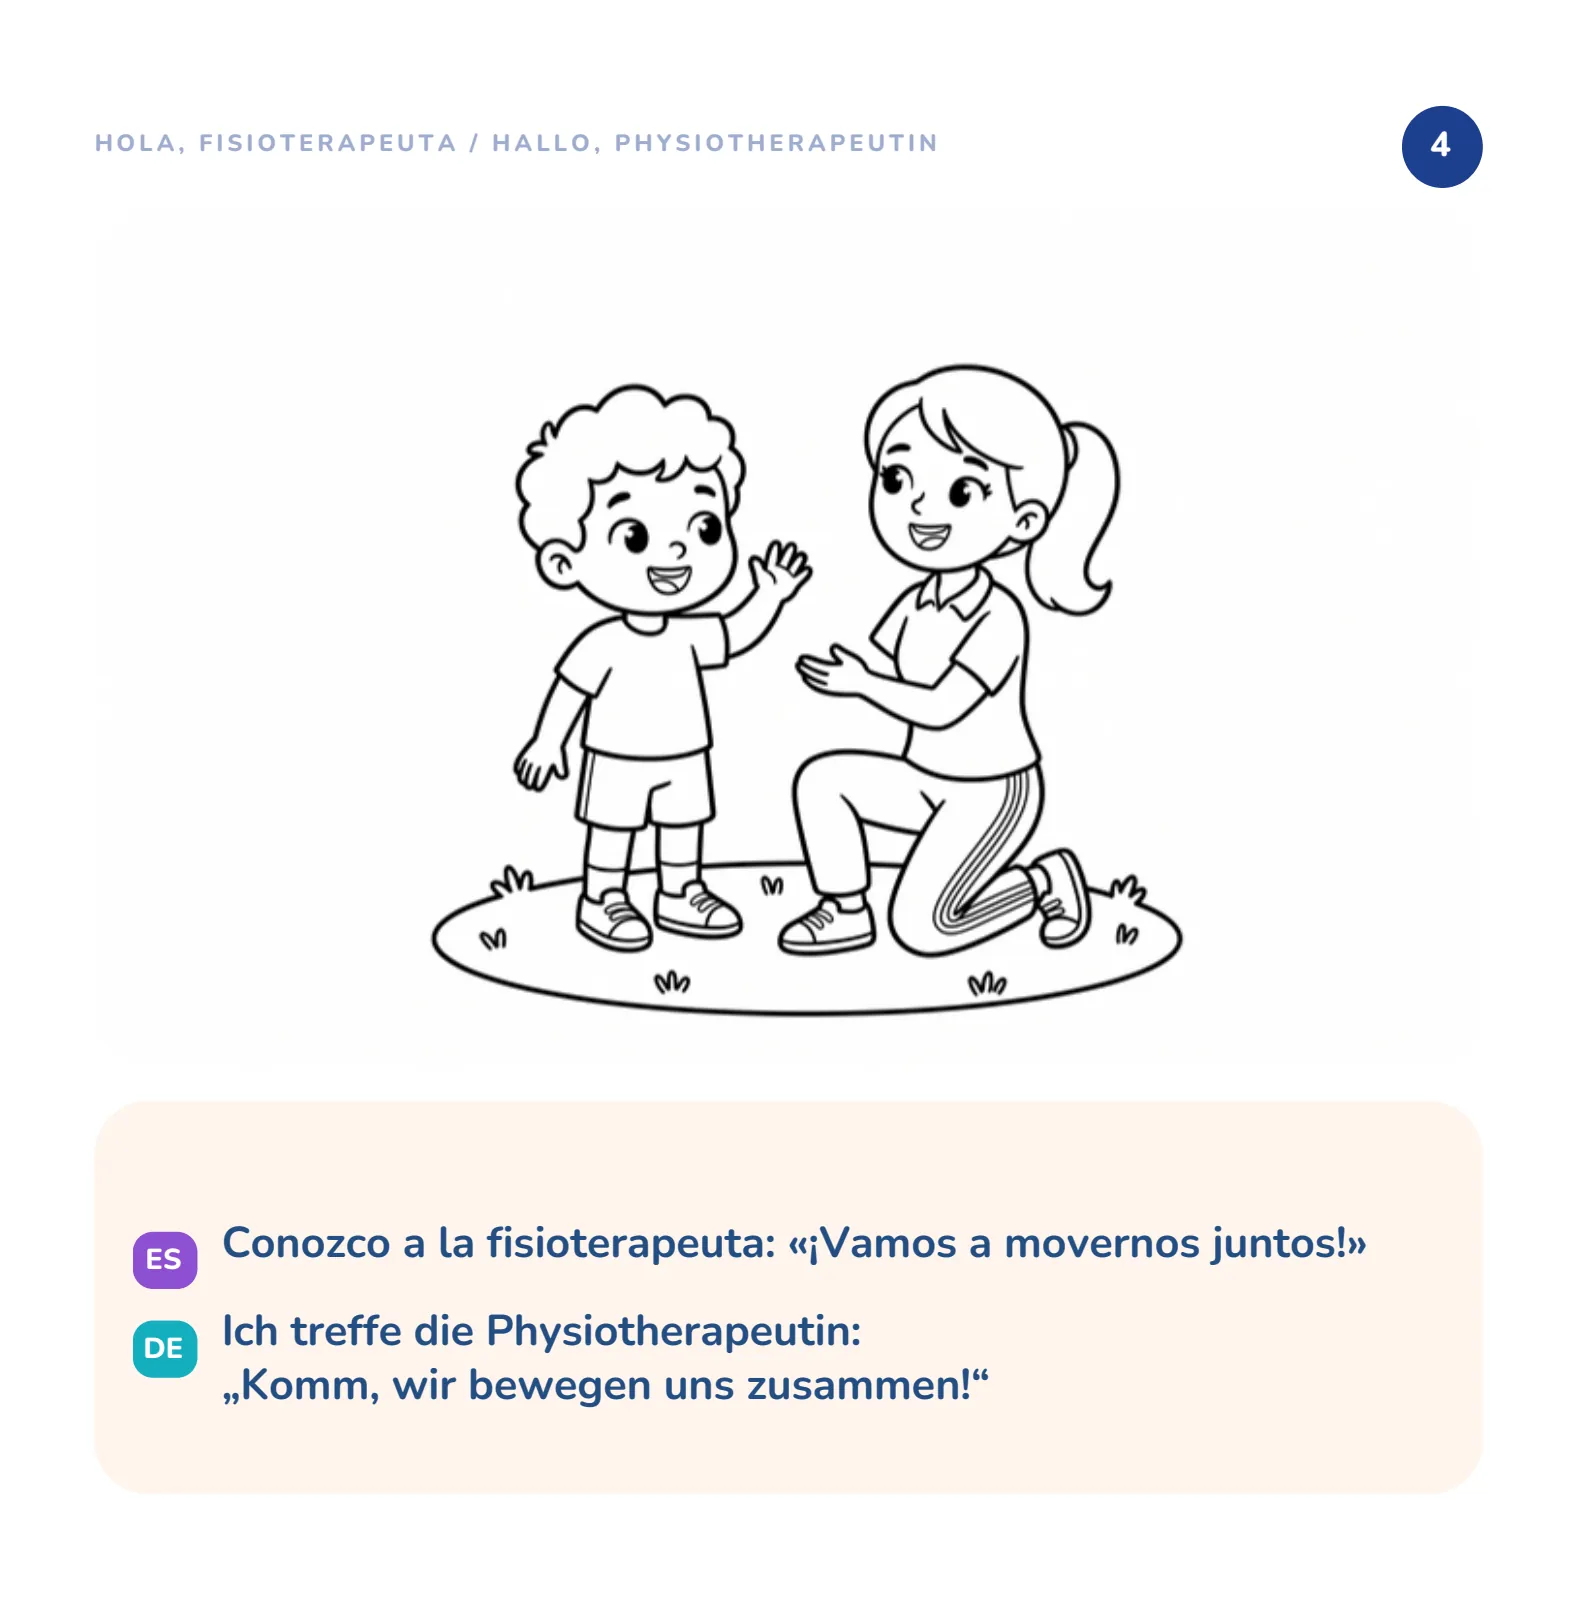 HOLA, FISIOTERAPEUTA / HALLO, PHYSIOTHERAPEUTIN
4
ES Conozco a la fisioterapeuta: «¡Vamos a movernos juntos!»
DE Ich treffe die Physiotherapeutin:
„Komm, wir bewegen uns zusammen!“